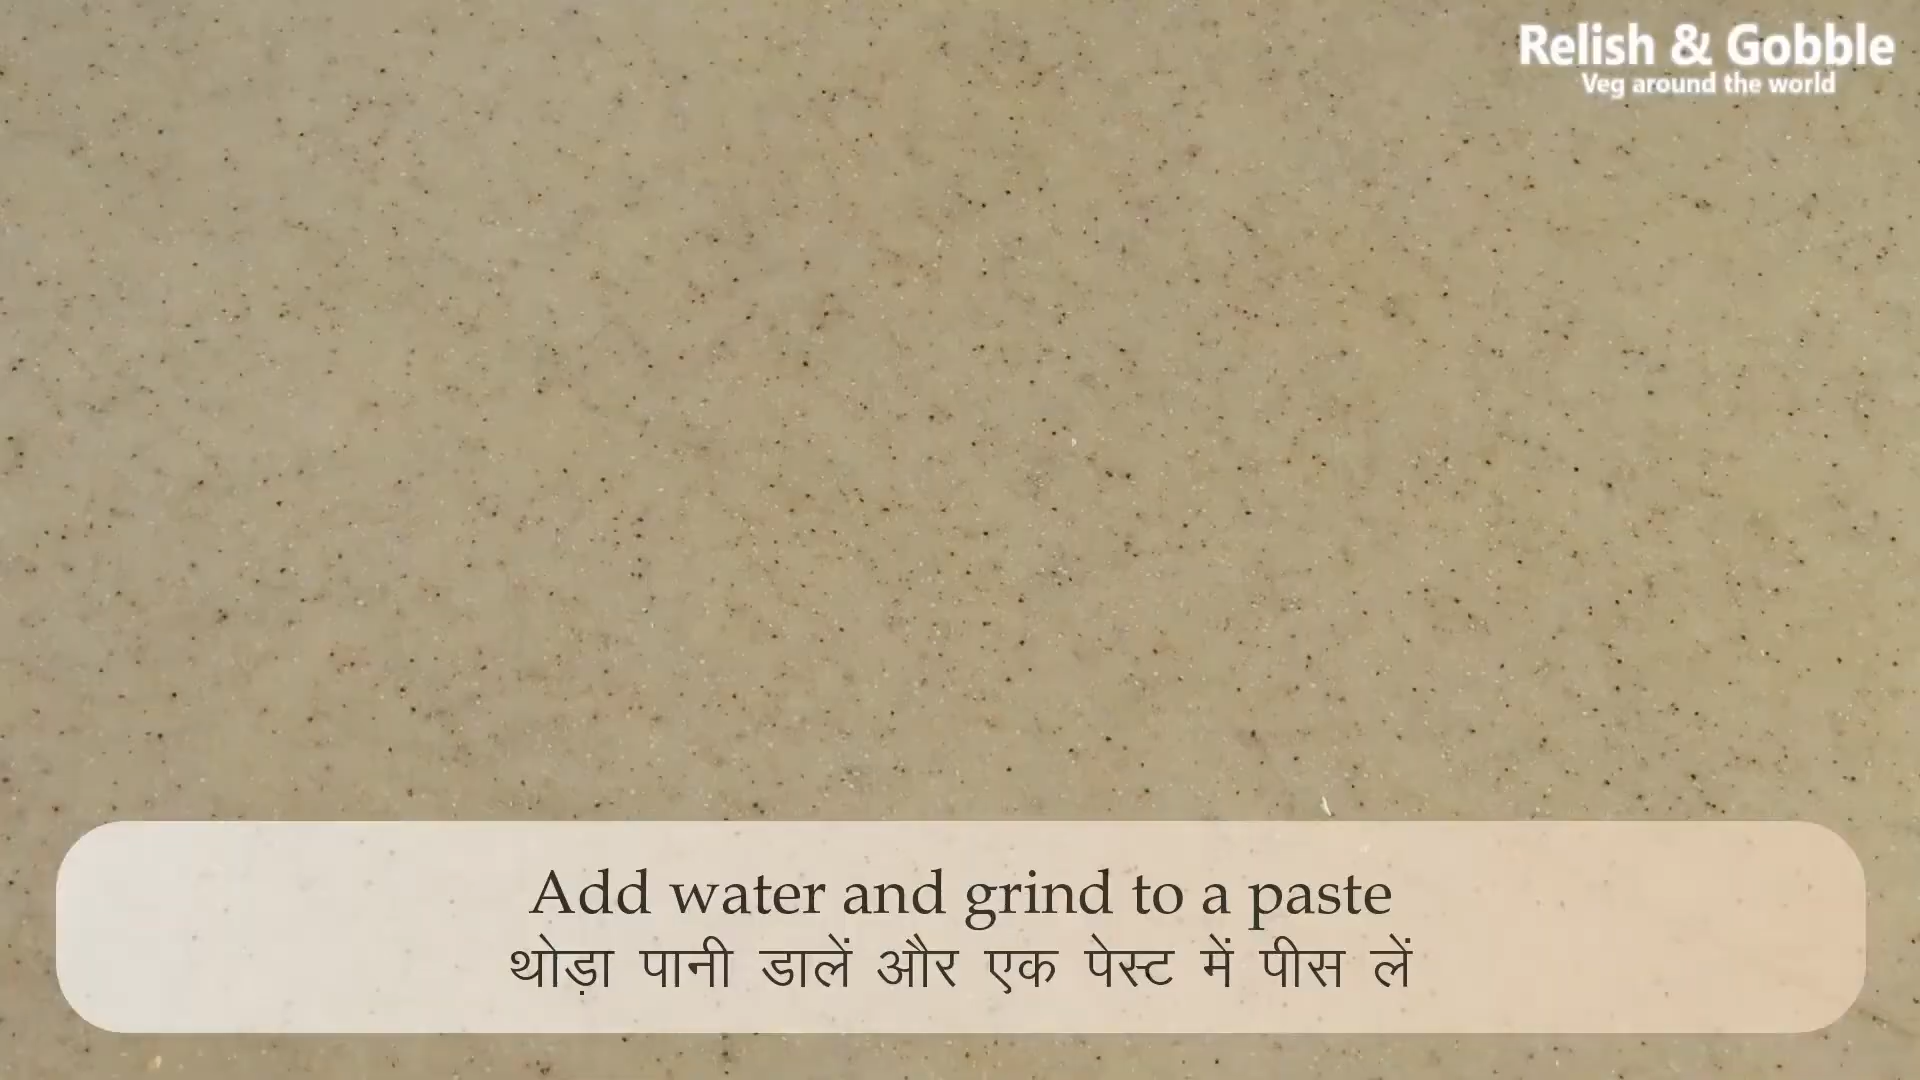 Relish & Gobble
Veg around the world
Add water and grind to a paste
थोड़ा पानी डालें और एक पेस्ट में पीस लें